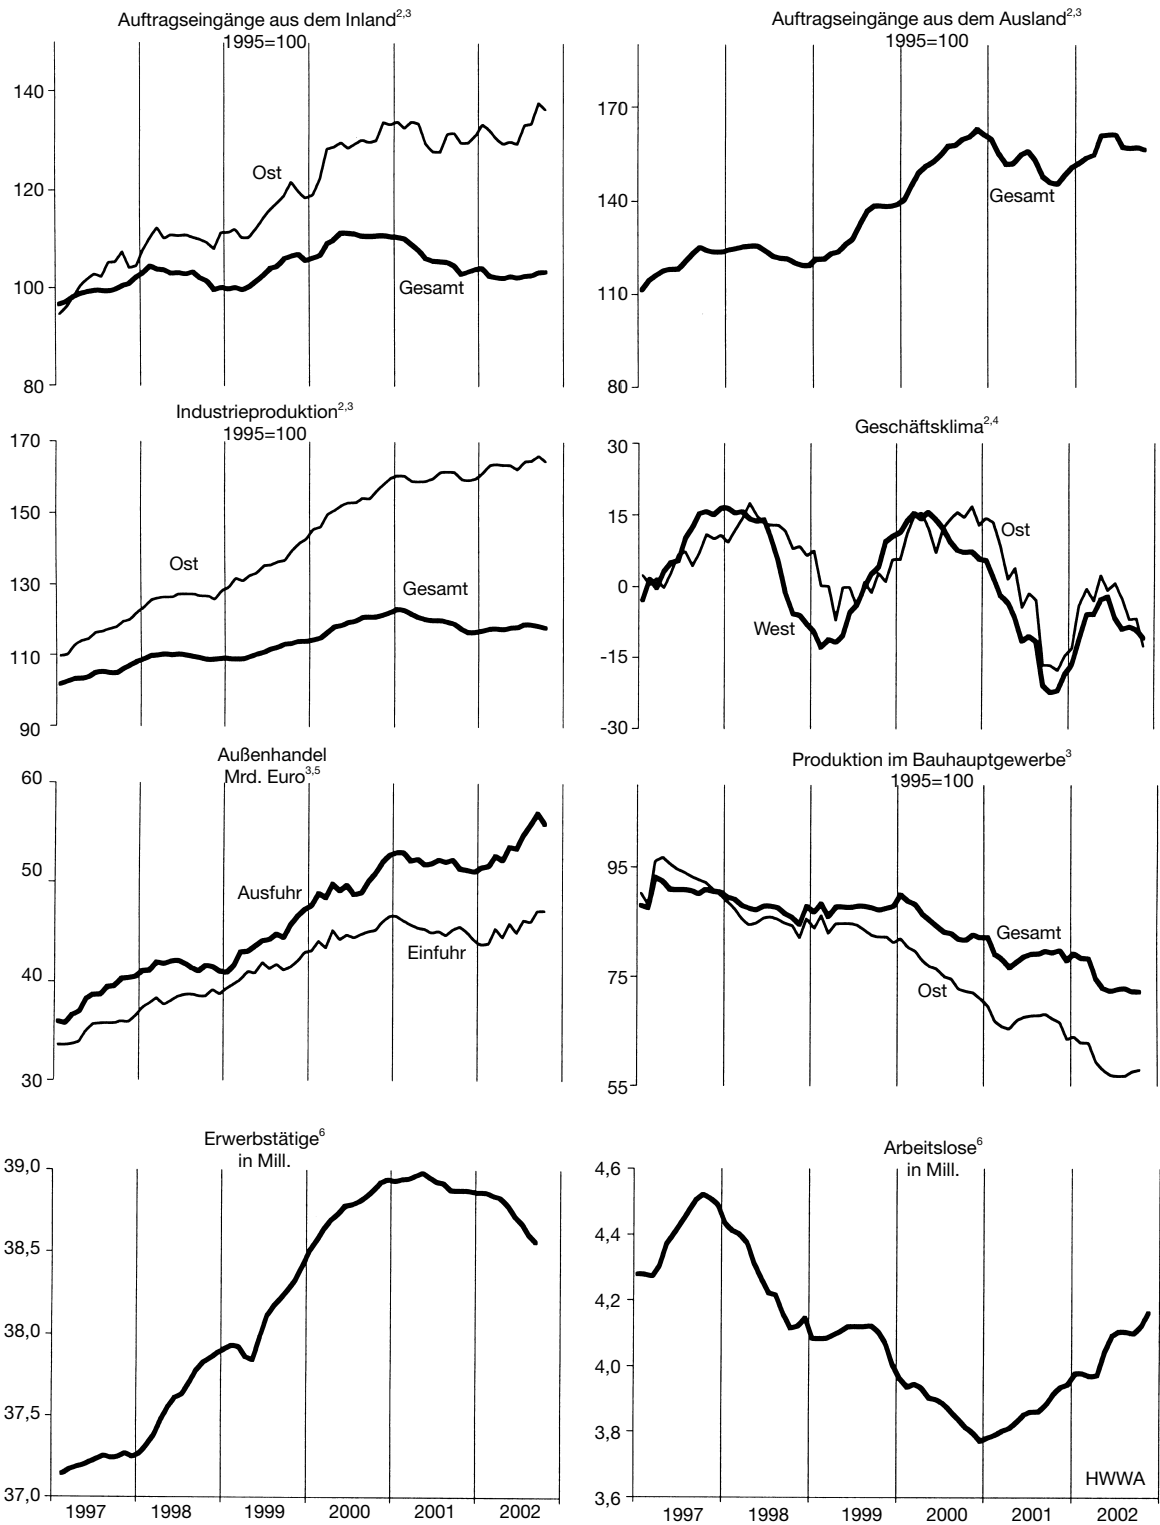 Auftragseingänge aus dem Inland2,3
1995=100
140
120
100
80
Ost
Gesamt
Auftragseingänge aus dem Ausland2,3
1995=100
170
140
110
80
Gesamt
Industrieproduktion2,3
1995=100
170
150
130
110
90
Ost
Gesamt
Geschäftsklima2,4
30
15
0
-15
-30
Ost
West
Außenhandel
Mrd. Euro3,5
60
50
40
30
Ausfuhr
Einfuhr
Produktion im Bauhauptgewerbe3
1995=100
95
75
55
Gesamt
Ost
Erwerbstätige6
in Mill.
39,0
38,5
38,0
37,5
37,0
1997 1998 1999 2000 2001 2002
Arbeitslose6
in Mill.
4,6
4,4
4,2
4,0
3,8
3,6
HWWA
1997 1998 1999 2000 2001 2002